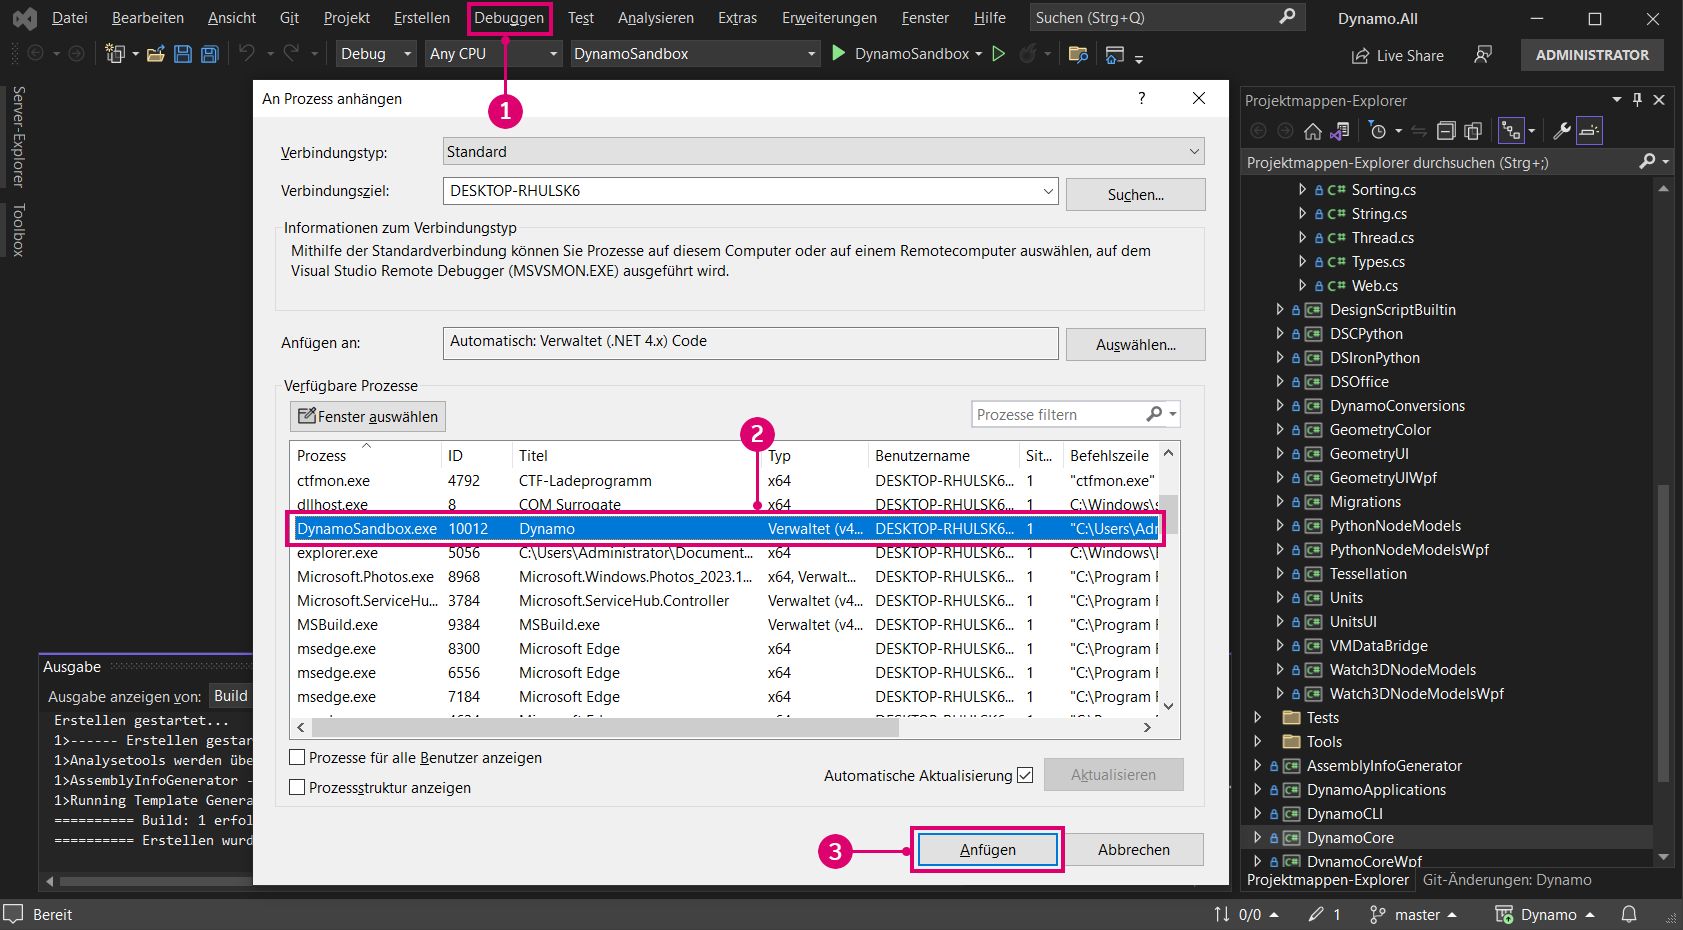 Datei Bearbeiten Ansicht Git Projekt Erstellen Debuggen Test Analysieren Extras Erweiterungen Fenster Hilfe Suchen (Strg+Q) Dynamo.All
Debug Any CPU DynamoSandbox DynamoSandbox Live Share ADMINISTRATOR
Server-Explorer
Toolbox
An Prozess anhängen ?
1
Verbindungstyp: Standard
Verbindungsziel: DESKTOP-RHULSK6 Suchen...
Informationen zum Verbindungstyp
Mithilfe der Standardverbindung können Sie Prozesse auf diesem Computer oder auf einem Remotecomputer auswählen, auf dem
Visual Studio Remote Debugger (MSVSMON.EXE) ausgeführt wird.
Anfügen an: Automatisch: Verwaltet (.NET 4.x) Code Auswählen...
Verfügbare Prozesse
Fenster auswählen Prozesse filtern
2
Prozess ID Titel Typ Benutzername Sit... Befehlszeile
ctfmon.exe 4792 CTF-Ladeprogramm x64 DESKTOP-RHULSK6... 1 "ctfmon.exe"
dllhost.exe 8 COM Surrogate x64 DESKTOP-RHULSK6... 1 C:\Windows\s
DynamoSandbox.exe 10012 Dynamo Verwaltet (v4... DESKTOP-RHULSK6... 1 "C:\Users\Adr
explorer.exe 5056 C:\Users\Administrator\Document... x64 DESKTOP-RHULSK6... 1 C:\Windows\
Microsoft.Photos.exe 8968 Microsoft.Windows.Photos_2023.1... x64, Verwalt... DESKTOP-RHULSK6... 1 "C:\Program
Microsoft.ServiceHu... 3784 Microsoft.ServiceHub.Controller Verwaltet (v4... DESKTOP-RHULSK6... 1 "C:\Program
MSBuild.exe 9384 MSBuild.exe Verwaltet (v4... DESKTOP-RHULSK6... 1 "C:\Program
msedge.exe 8300 Microsoft Edge x64 DESKTOP-RHULSK6... 1 "C:\Program
msedge.exe 6556 Microsoft Edge x64 DESKTOP-RHULSK6... 1 "C:\Program
msedge.exe 7184 Microsoft Edge x64 DESKTOP-RHULSK6... 1 "C:\Program
Prozesse für alle Benutzer anzeigen
Prozessstruktur anzeigen
Automatische Aktualisierung Aktualisieren
3 Anfügen Abbrechen
Ausgabe
Ausgabe anzeigen von: Build
Erstellen gestartet...
1>------ Erstellen gestar
1>Analysetools werden übe
1>AssemblyInfoGenerator -
1>Running Template Genera
========== Build: 1 erfol
========== Erstellen wurd
Projektmappen-Explorer
Projektmappen-Explorer durchsuchen (Strg+;)
C# Sorting.cs
C# String.cs
C# Thread.cs
C# Types.cs
C# Web.cs
C# DesignScriptBuiltin
C# DSCPython
C# DSIronPython
C# DSOffice
C# DynamoConversions
C# GeometryColor
C# GeometryUI
C# GeometryUIWpf
C# Migrations
C# PythonNodeModels
C# PythonNodeModelsWpf
C# Tessellation
C# Units
C# UnitsUI
C# VMDataBridge
C# Watch3DNodeModels
C# Watch3DNodeModelsWpf
Tests
Tools
C# AssemblyInfoGenerator
C# DynamoApplications
C# DynamoCLI
C# DynamoCore
C# DynamoCoreWpf
Projektmappen-Explorer Git-Änderungen: Dynamo
Bereit 0/0 1 master Dynamo